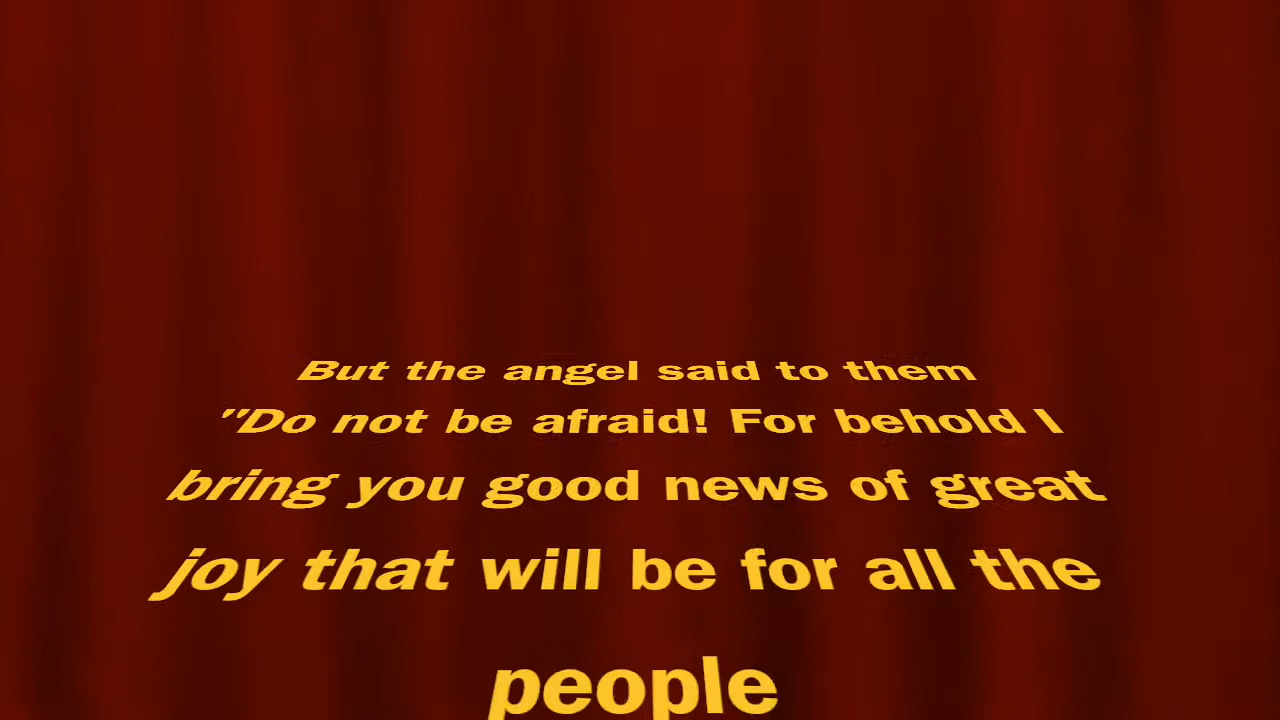 But the angel said to them
"Do not be afraid! For behold I
bring you good news of great
joy that will be for all the
people